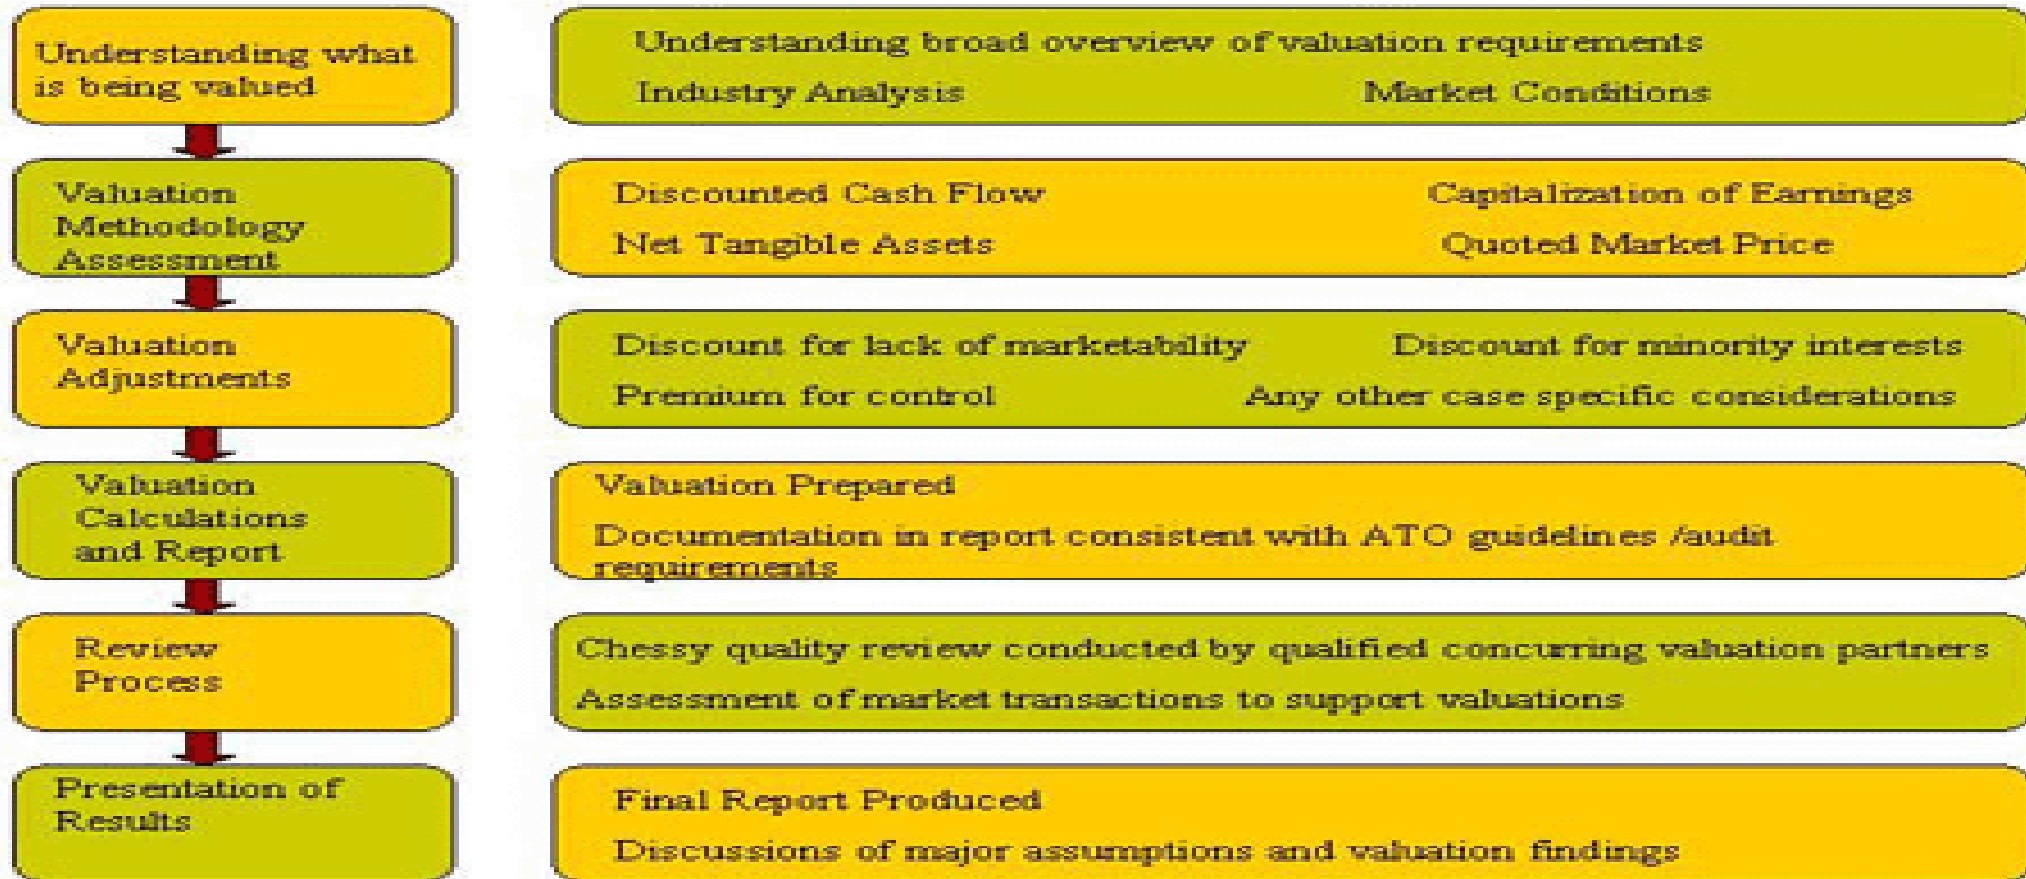 Understanding what
is being valued
Understanding broad overview of valuation requirements
Industry Analysis Market Conditions
Valuation
Methodology
Assessment
Discounted Cash Flow Capitalization of Earnings
Net Tangible Assets Quoted Market Price
Valuation
Adjustments
Discount for lack of marketability Discount for minority interests
Premium for control Any other case specific considerations
Valuation
Calculations
and Report
Valuation Prepared
Documentation in report consistent with ATO guidelines /audit
requirements
Review
Process
Chessy quality review conducted by qualified concurring valuation partners
Assessment of market transactions to support valuations
Presentation of
Results
Final Report Produced
Discussions of major assumptions and valuation findings